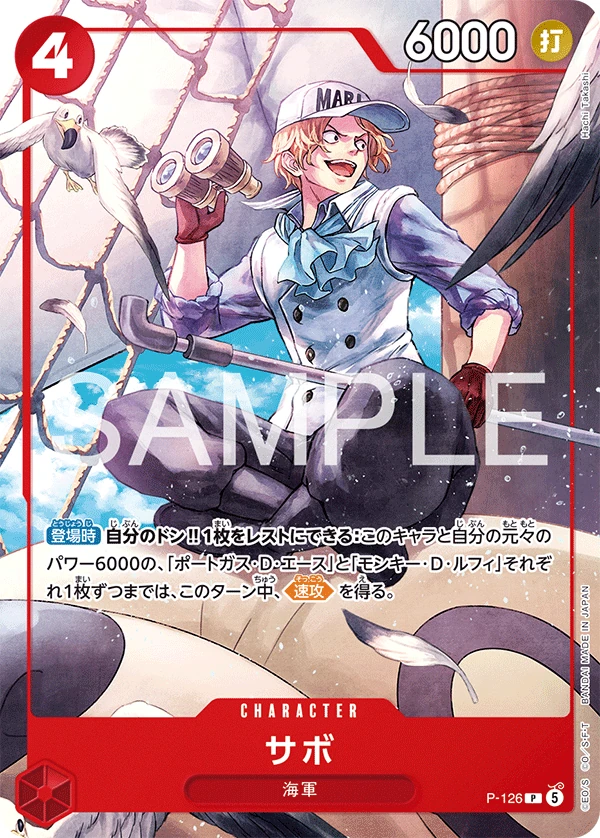 4
6000
打
MARI
Hachi Takashi
SAMPLE
登場時 自分のドン!!1枚をレストにできる:このキャラと自分の元々の
パワー6000の、「ポートガス・D・エース」と「モンキー・D・ルフィ」それぞ
れ1枚ずつまでは、このターン中、速攻 を得る。
CHARACTER
サボ
海軍
P-126 P 5
©E.O/S ©O/S・F・T BANDAI MADE IN JAPAN